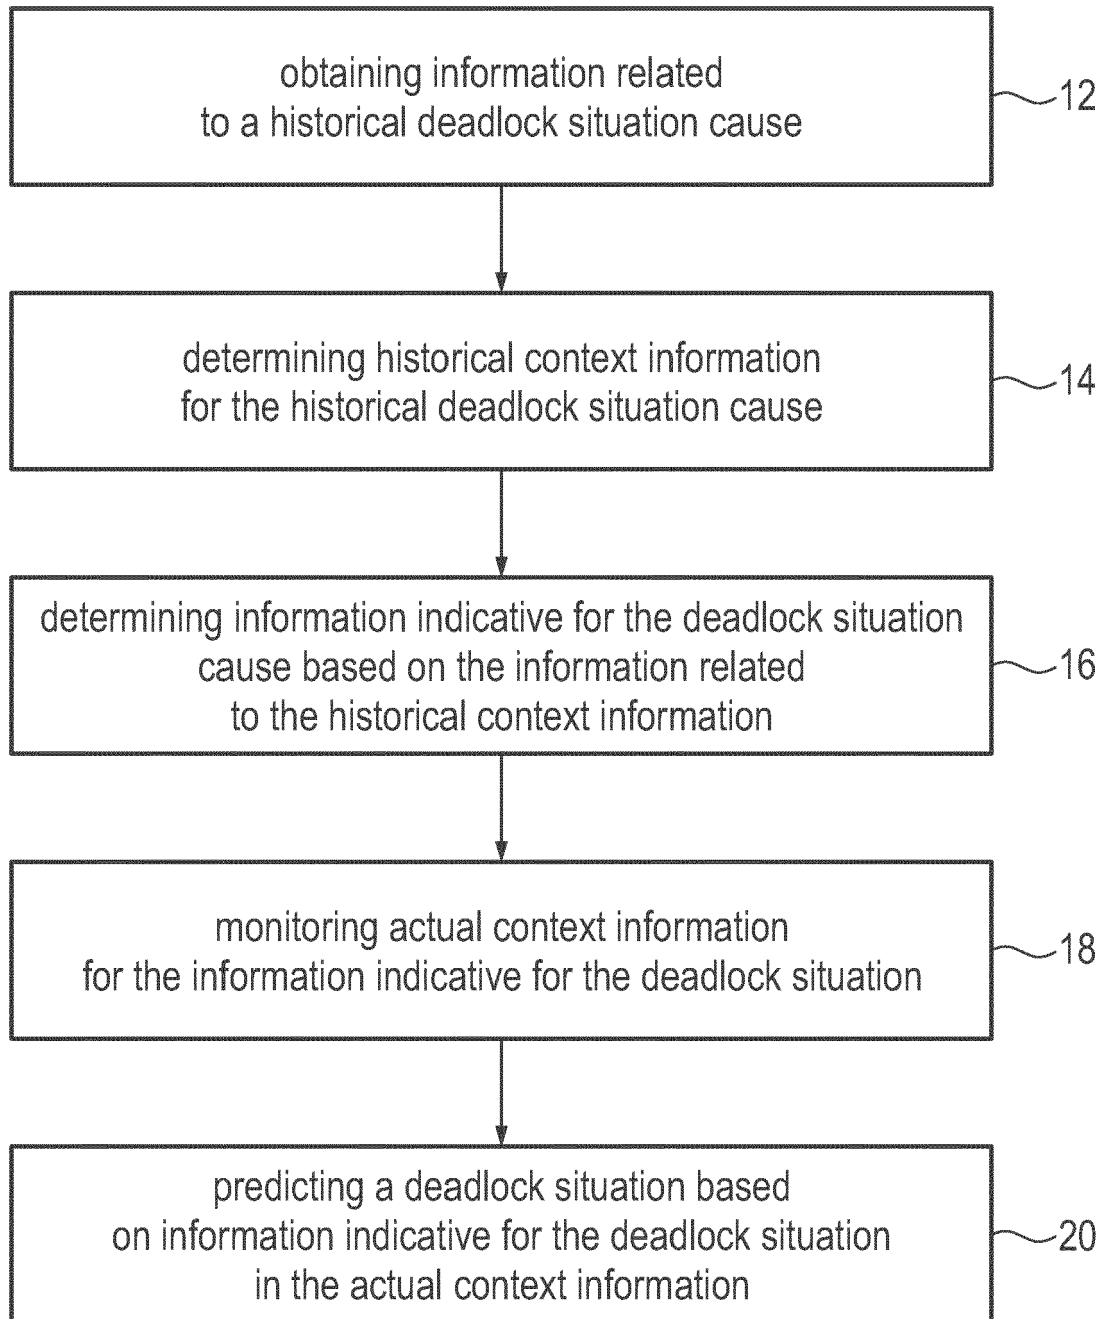 obtaining information related
to a historical deadlock situation cause
12
determining historical context information
for the historical deadlock situation cause
14
determining information indicative for the deadlock situation
cause based on the information related
to the historical context information
16
monitoring actual context information
for the information indicative for the deadlock situation
18
predicting a deadlock situation based
on information indicative for the deadlock situation
in the actual context information
20